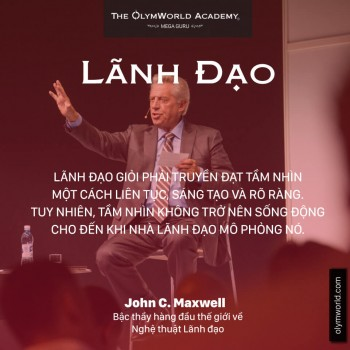 THE OLYMWORLD ACADEMY
MEGA GURU
LÃNH ĐẠO
LÃNH ĐẠO GIỎI PHẢI TRUYỀN ĐẠT TẦM NHÌN
MỘT CÁCH LIÊN TỤC, SÁNG TẠO VÀ RÕ RÀNG.
TUY NHIÊN, TẦM NHÌN KHÔNG TRỞ NÊN SỐNG ĐỘNG
CHO ĐẾN KHI NHÀ LÃNH ĐẠO MÔ PHỎNG NÓ.
John C. Maxwell
Bậc thầy hàng đầu thế giới về
Nghệ thuật Lãnh đạo
olymworld.com